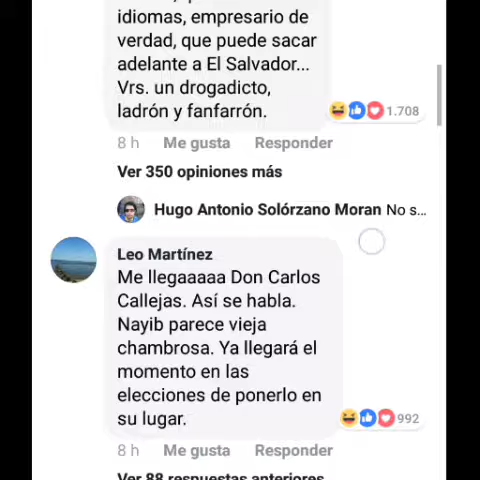 idiomas, empresario de
verdad, que puede sacar
adelante a El Salvador...
Vrs. un drogadicto,
ladrón y fanfarrón.
1.708
8 h Me gusta Responder
Ver 350 opiniones más
Hugo Antonio Solórzano Moran No s...
Leo Martínez
Me llegaaaaa Don Carlos
Callejas. Así se habla.
Nayib parece vieja
chambrosa. Ya llegará el
momento en las
elecciones de ponerlo en
su lugar.
992
8 h Me gusta Responder
Ver 88 respuestas anteriores